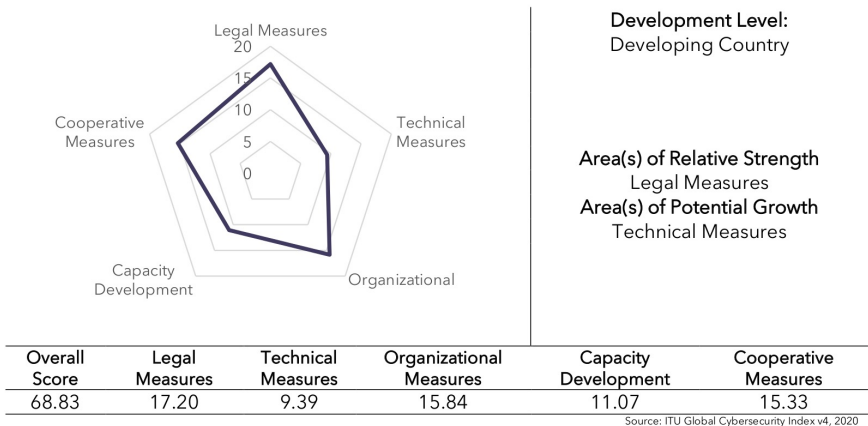 Legal Measures
20
15
10
5
0
Technical
Measures
Organizational
Capacity
Development
Cooperative
Measures
Development Level:
Developing Country
Area(s) of Relative Strength
Legal Measures
Area(s) of Potential Growth
Technical Measures
Overall Score Legal Measures Technical Measures Organizational Measures Capacity Development Cooperative Measures
68.83 17.20 9.39 15.84 11.07 15.33
Source: ITU Global Cybersecurity Index v4, 2020